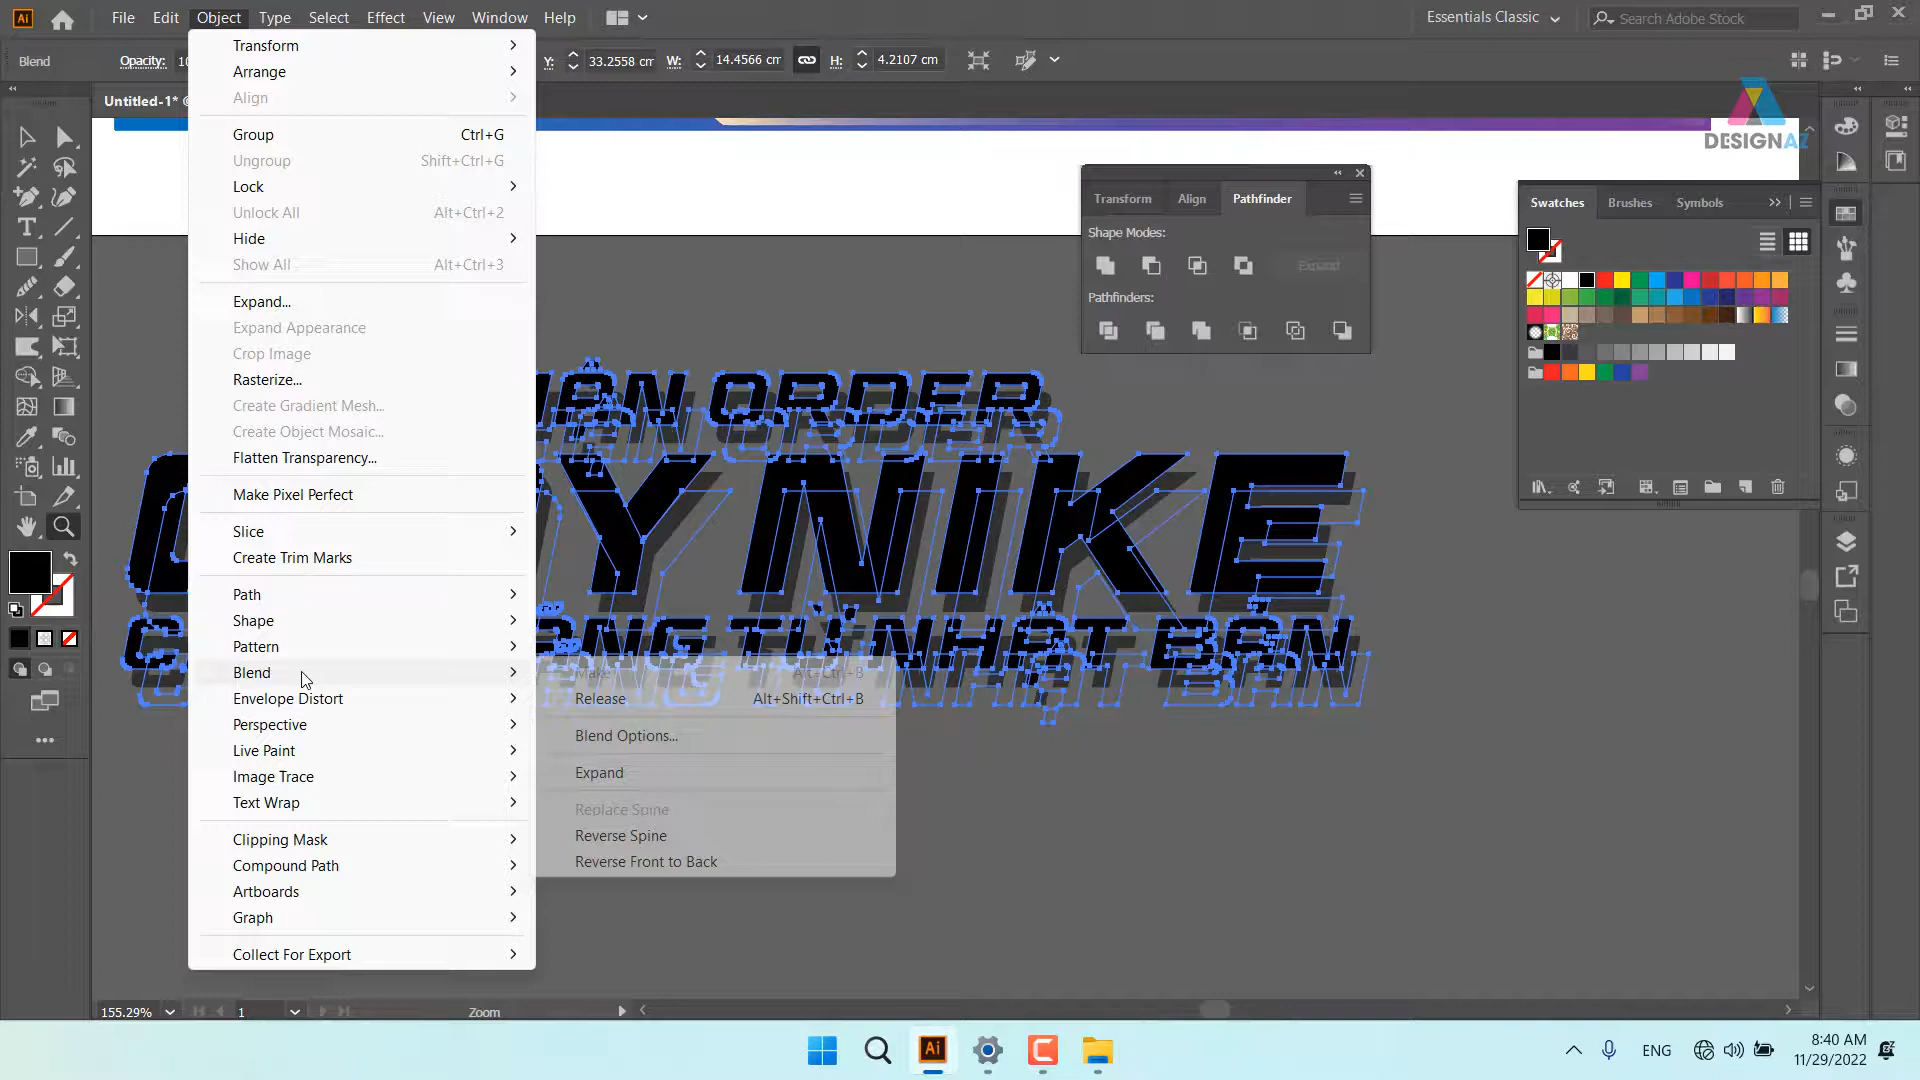 File Edit Object Type Select Effect View Window Help
Essentials Classic
Search Adobe Stock
Blend
Opacity:
Y: 33.2558 cm W: 14.4566 cm H: 4.2107 cm
Untitled-1*
Transform
Arrange
Align
Group Ctrl+G
Ungroup Shift+Ctrl+G
Lock
Unlock All Alt+Ctrl+2
Hide
Show All Alt+Ctrl+3
Expand...
Expand Appearance
Crop Image
Rasterize...
Create Gradient Mesh...
Create Object Mosaic...
Flatten Transparency...
Make Pixel Perfect
Slice
Create Trim Marks
Path
Shape
Pattern
Blend
Envelope Distort
Perspective
Live Paint
Image Trace
Text Wrap
Clipping Mask
Compound Path
Artboards
Graph
Collect For Export
Make Alt+Ctrl+B
Release Alt+Shift+Ctrl+B
Blend Options...
Expand
Replace Spine
Reverse Spine
Reverse Front to Back
Transform Align Pathfinder
Shape Modes:
Expand
Pathfinders:
DESIGNAZ
Swatches Brushes Symbols
ORDER
Y NIKE
155.29%
1
Zoom
ENG
8:40 AM
11/29/2022